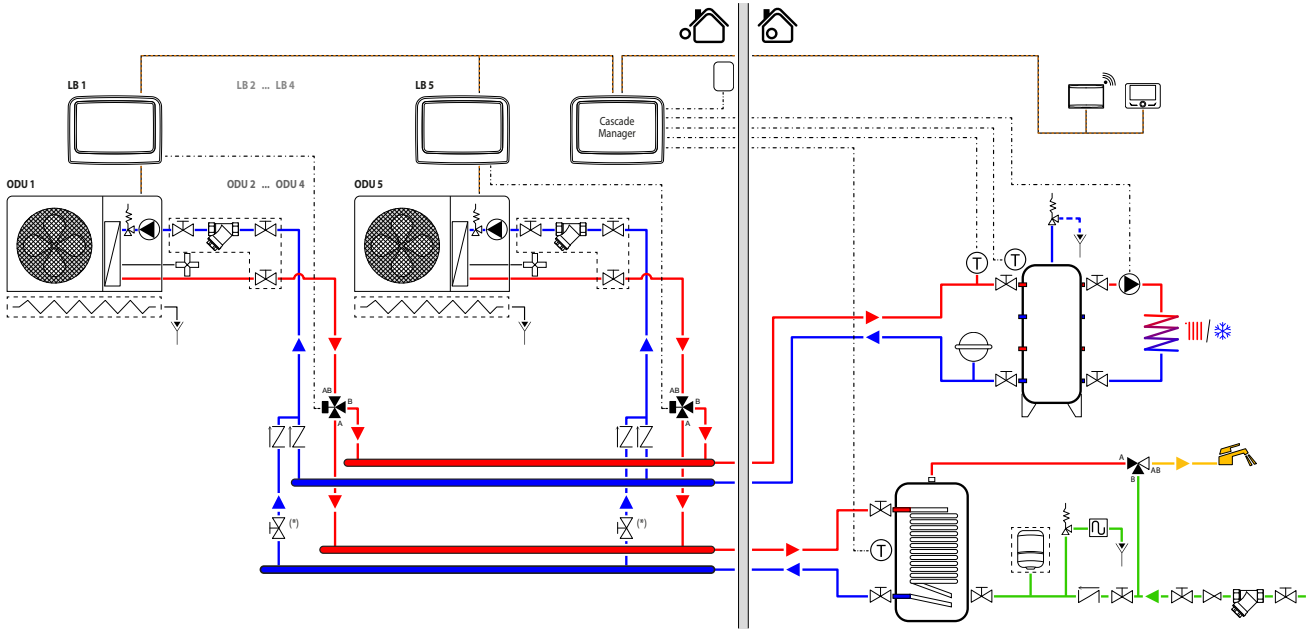 LB 1
LB 2 ... LB 4
LB 5
Cascade
Manager
ODU 1
ODU 2 ... ODU 4
ODU 5
T
T
AB
B
A
AB
B
A
A
AB
B
(*)
(*)
T